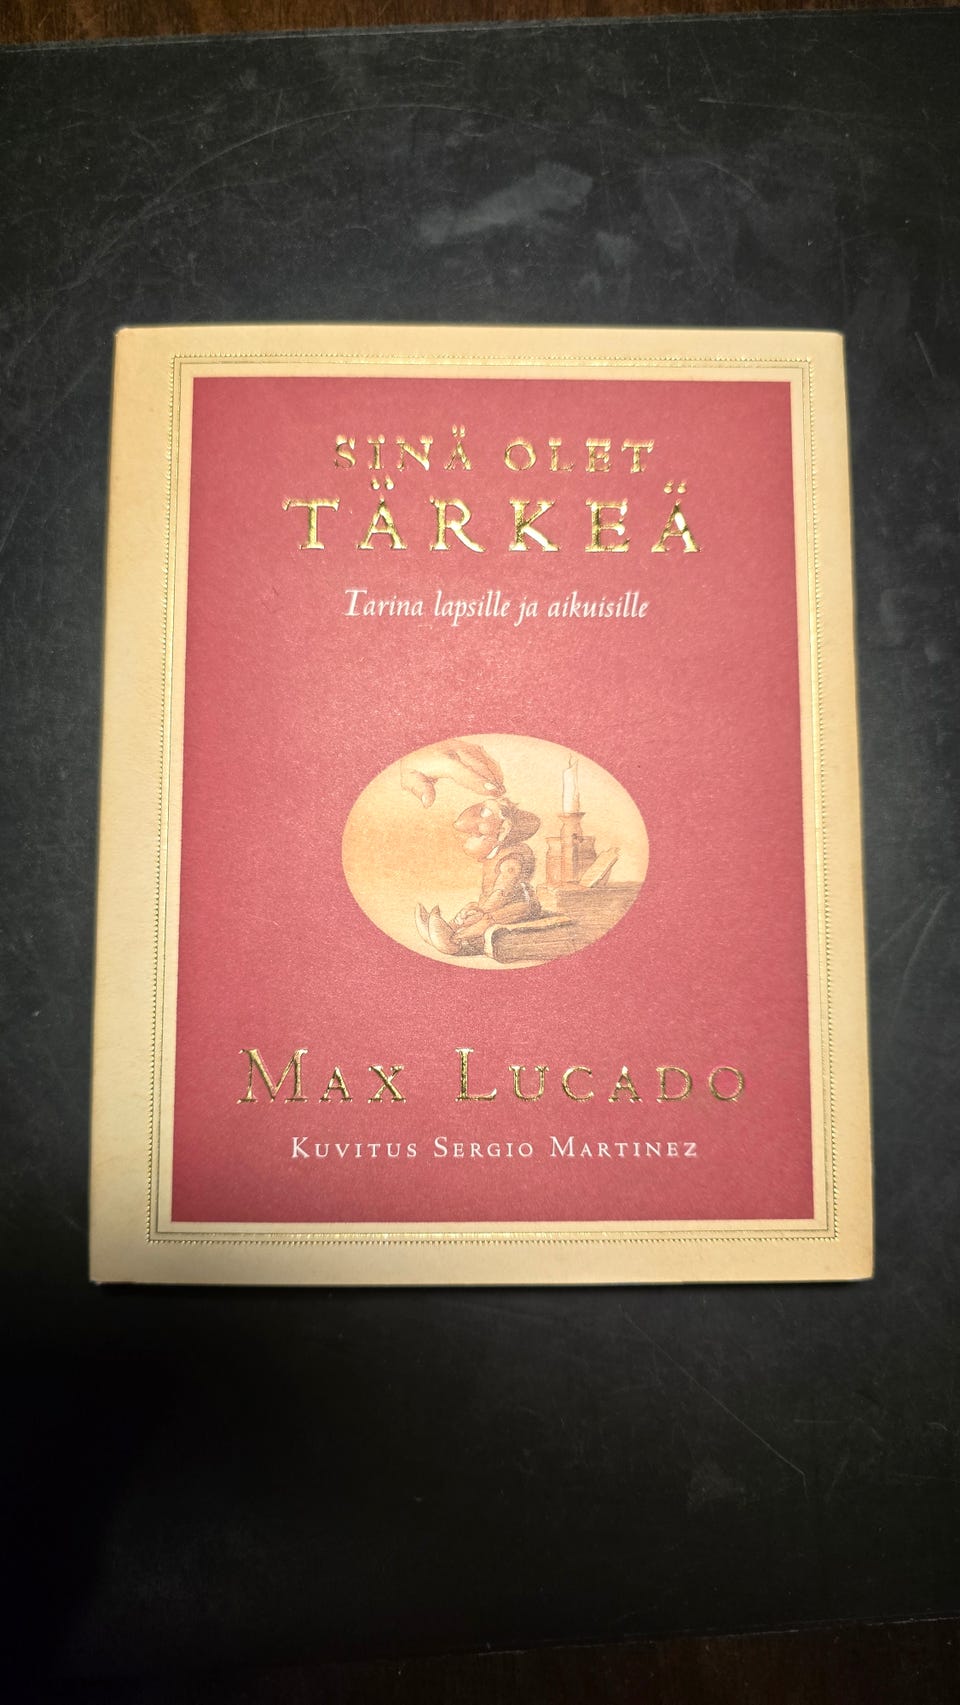 SINÄ OLET
TÄRKEÄ
Tarina lapsille ja aikuisille
MAX LUCADO
KUVITUS SERGIO MARTINEZ